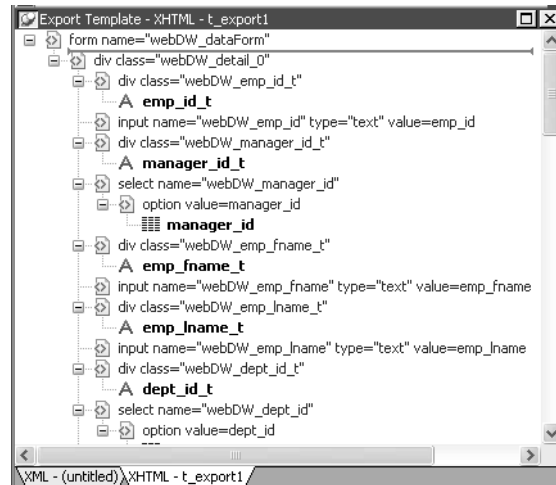 Export Template - XHTML - t_export1
form name="webDW_dataForm"
div class="webDW_detail_0"
div class="webDW_emp_id_t"
A emp_id_t
input name="webDW_emp_id" type="text" value=emp_id
div class="webDW_manager_id_t"
A manager_id_t
select name="webDW_manager_id"
option value=manager_id
manager_id
div class="webDW_emp_fname_t"
A emp_fname_t
input name="webDW_emp_fname" type="text" value=emp_fname
div class="webDW_emp_lname_t"
A emp_lname_t
input name="webDW_emp_lname" type="text" value=emp_lname
div class="webDW_dept_id_t"
A dept_id_t
select name="webDW_dept_id"
option value=dept_id
XML - (untitled) XHTML - t_export1